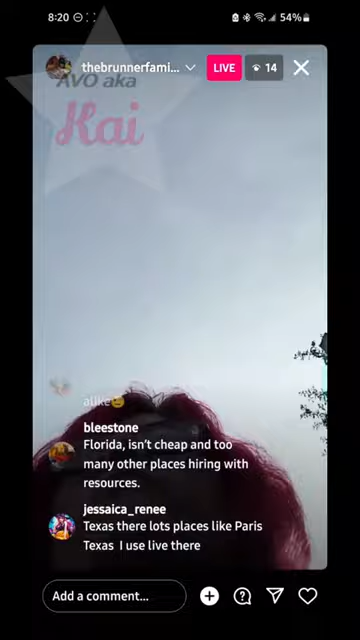 8:20
54%
thebrunnerfami...
LIVE
14
AVO aka
Kai
alike
bleestone
Florida, isn't cheap and too
many other places hiring with
resources.
jessaica_renee
Texas there lots places like Paris
Texas I use live there
Add a comment...